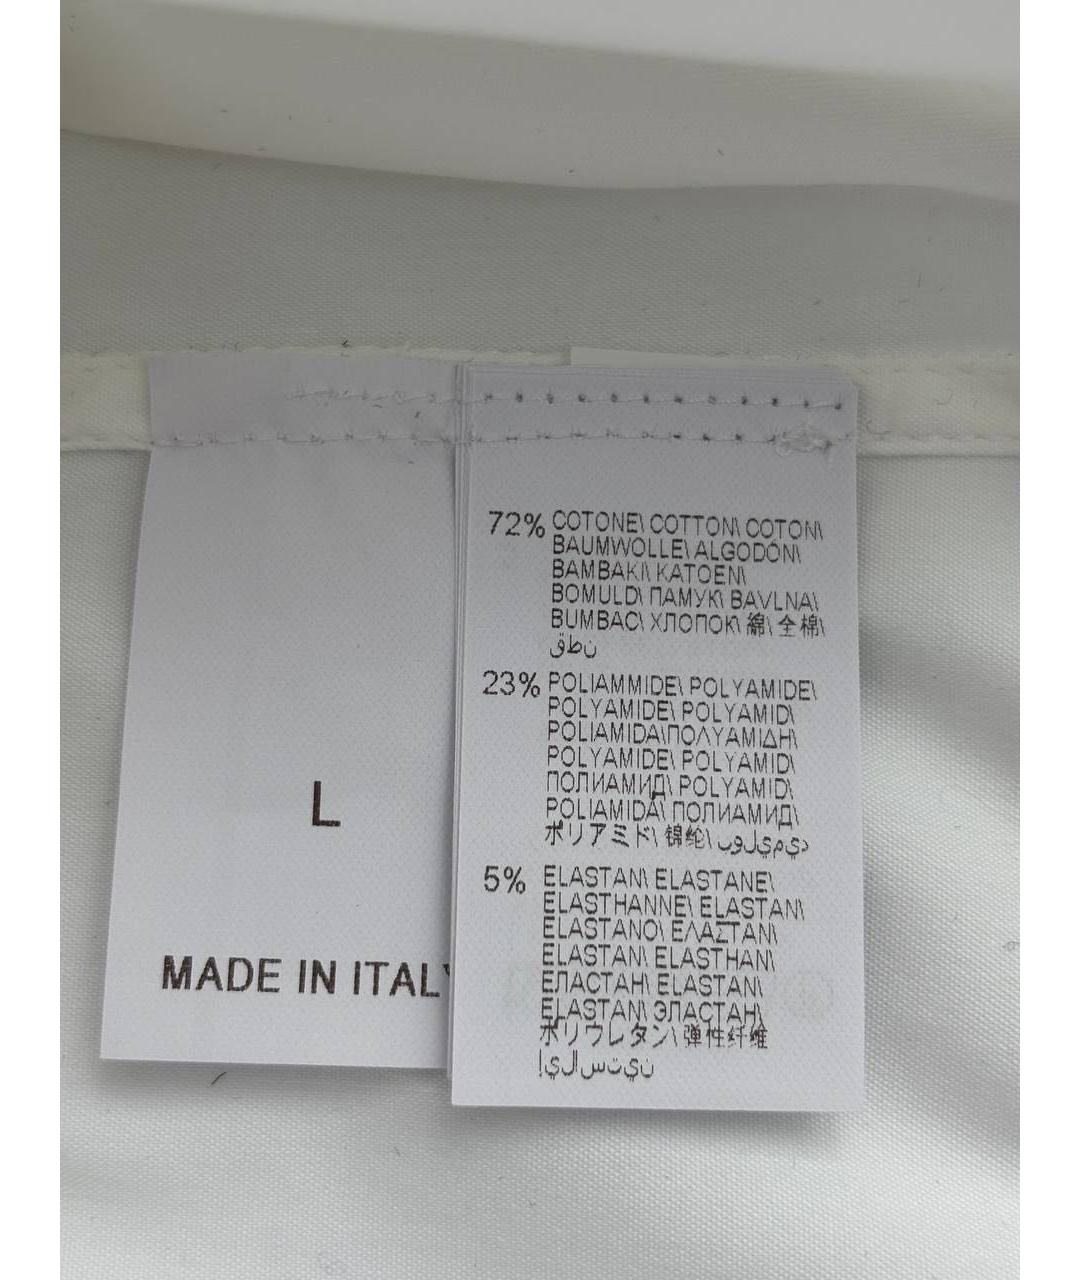 L
MADE IN ITALY
72% COTONE\ COTTON\ COTON\
BAUMWOLLE\ ALGODÓN\
BAMBAKI\ KATOEN\
BOMULD\ ПАМУК\ BAVLNA\
BUMBAC\ ХЛОПОК\ 綿\ 全棉\
قطن
23% POLIAMMIDE\ POLYAMIDE\
POLYAMIDE\ POLYAMID\
POLIAMIDA\ΠΟΛΥΑΜΙΔΗ\
POLYAMIDE\ POLYAMID\
ПОЛИАМИД\ POLYAMID\
POLIAMIDĂ\ ПОЛИАМИД\
ポリアミド\ 锦纶\ بوليميد
5% ELASTAN\ ELASTANE\
ELASTHANNE\ ELASTAN\
ELASTANO\ ΕΛΑΣΤΑΝ\
ELASTAN\ ELASTHAN\
ЕЛАСТАН\ ELASTAN\
ELASTAN\ ЭЛАСТАН\
ポリウレタン\ 弹性纤维
إيلاستين